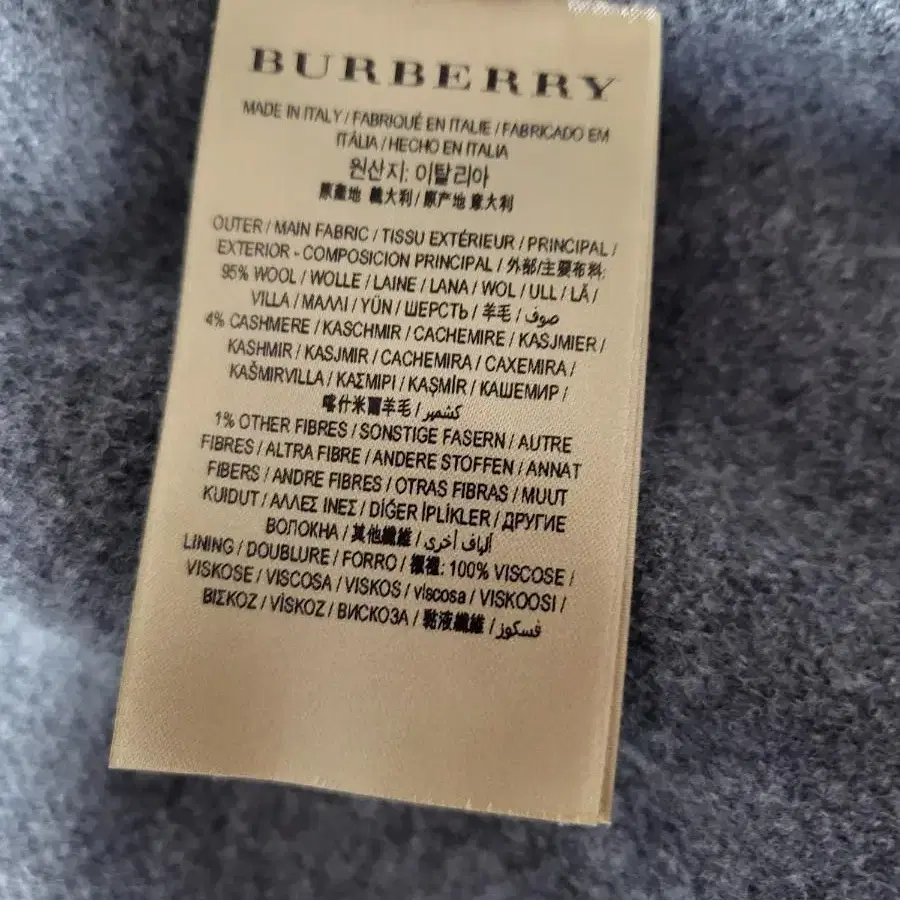 BURBERRY
MADE IN ITALY / FABRIQUÉ EN ITALIE / FABRICADO EM
ITÁLIA / HECHO EN ITALIA
원산지: 이탈리아
原產地 義大利 / 原产地 意大利
OUTER / MAIN FABRIC / TISSU EXTÉRIEUR / PRINCIPAL /
EXTERIOR - COMPOSICION PRINCIPAL / 外部/主要布料:
95% WOOL / WOLLE / LAINE / LANA / WOL / ULL / LÃ /
VILLA / ΜΑΛΛΙ / YÜN / ШЕРСТЬ / 羊毛 / صوف
4% CASHMERE / KASCHMIR / CACHEMIRE / KASJMIER /
KASHMIR / KASJMIR / CACHEMIRA / CAXEMIRA /
KAŠMIRVILLA / ΚΑΣΜΙΡΙ / KAŞMİR / КАШЕМИР /
喀什米爾羊毛 / كشمير
1% OTHER FIBRES / SONSTIGE FASERN / AUTRE
FIBRES / ALTRA FIBRE / ANDERE STOFFEN / ANNAT
FIBERS / ANDRE FIBRES / OTRAS FIBRAS / MUUT
KUIDUT / ΑΛΛΕΣ ΙΝΕΣ / DİĞER İPLİKLER / ДРУГИЕ
ВОЛОКНА / 其他纖維 / ألياف أخرى
LINING / DOUBLURE / FORRO / 襯裡: 100% VISCOSE /
VISKOSE / VISCOSA / VISKOS / viscosa / VISKOOSI /
ΒΙΣΚΟΖ / VİSKOZ / ВИСКОЗА / 黏液纖維 / فسكوز